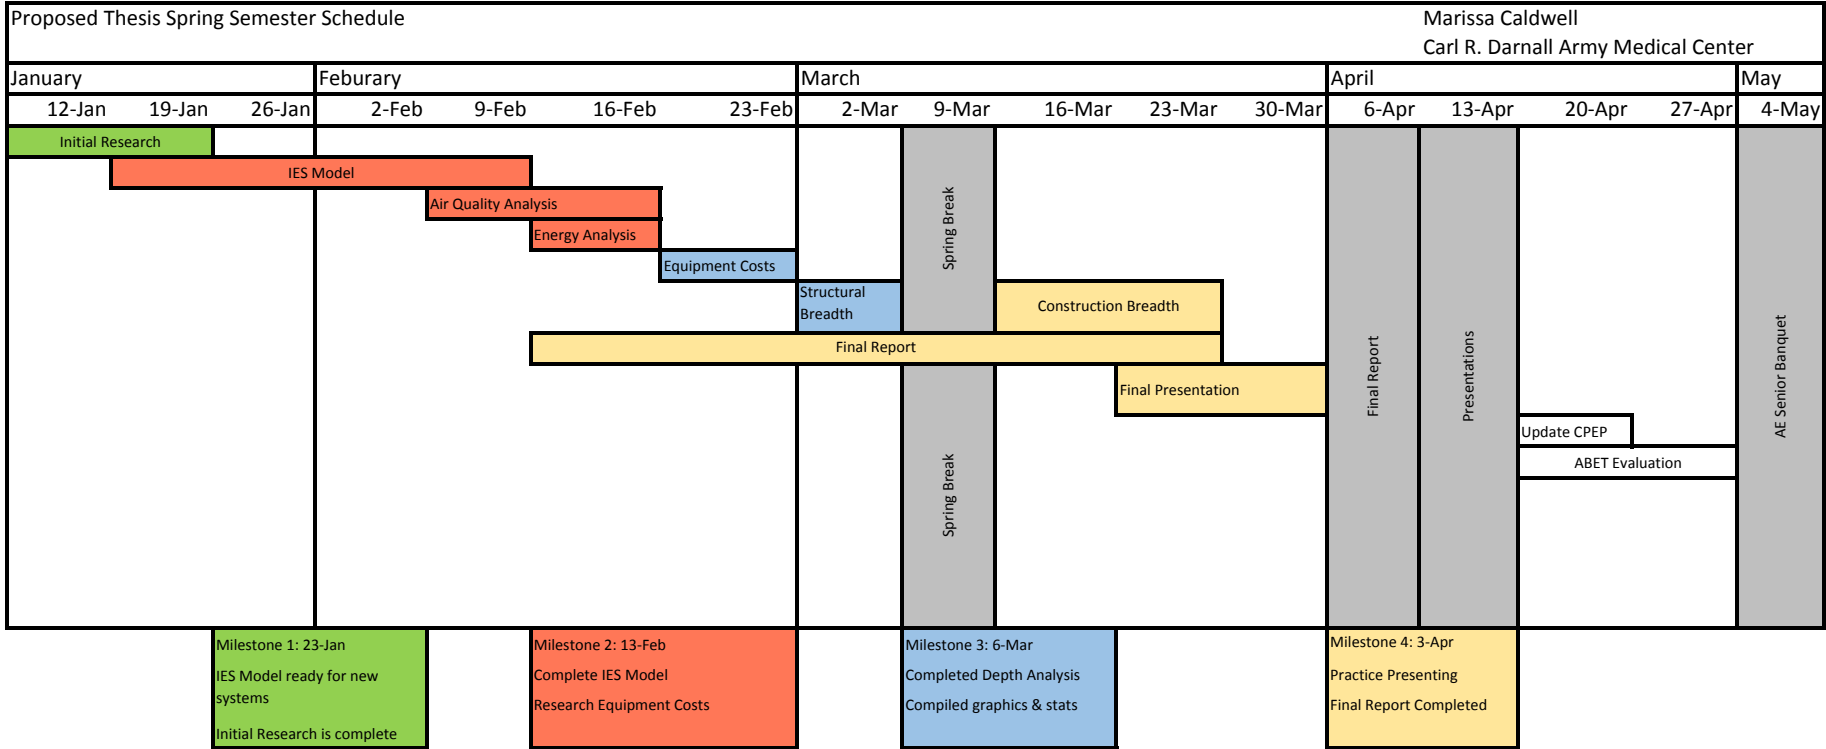 Proposed Thesis Spring Semester Schedule
Marissa Caldwell
Carl R. Darnall Army Medical Center
January Feburary March April May
12-Jan 19-Jan 26-Jan 2-Feb 9-Feb 16-Feb 23-Feb 2-Mar 9-Mar 16-Mar 23-Mar 30-Mar 6-Apr 13-Apr 20-Apr 27-Apr 4-May
Initial Research
IES Model
Air Quality Analysis
Energy Analysis
Equipment Costs
Spring Break
Structural
Breadth
Construction Breadth
Final Report
Final Presentation
Spring Break
Final Report
Presentations
Update CPEP
ABET Evaluation
AE Senior Banquet
Milestone 1: 23-Jan
IES Model ready for new
systems
Initial Research is complete
Milestone 2: 13-Feb
Complete IES Model
Research Equipment Costs
Milestone 3: 6-Mar
Completed Depth Analysis
Compiled graphics & stats
Milestone 4: 3-Apr
Practice Presenting
Final Report Completed